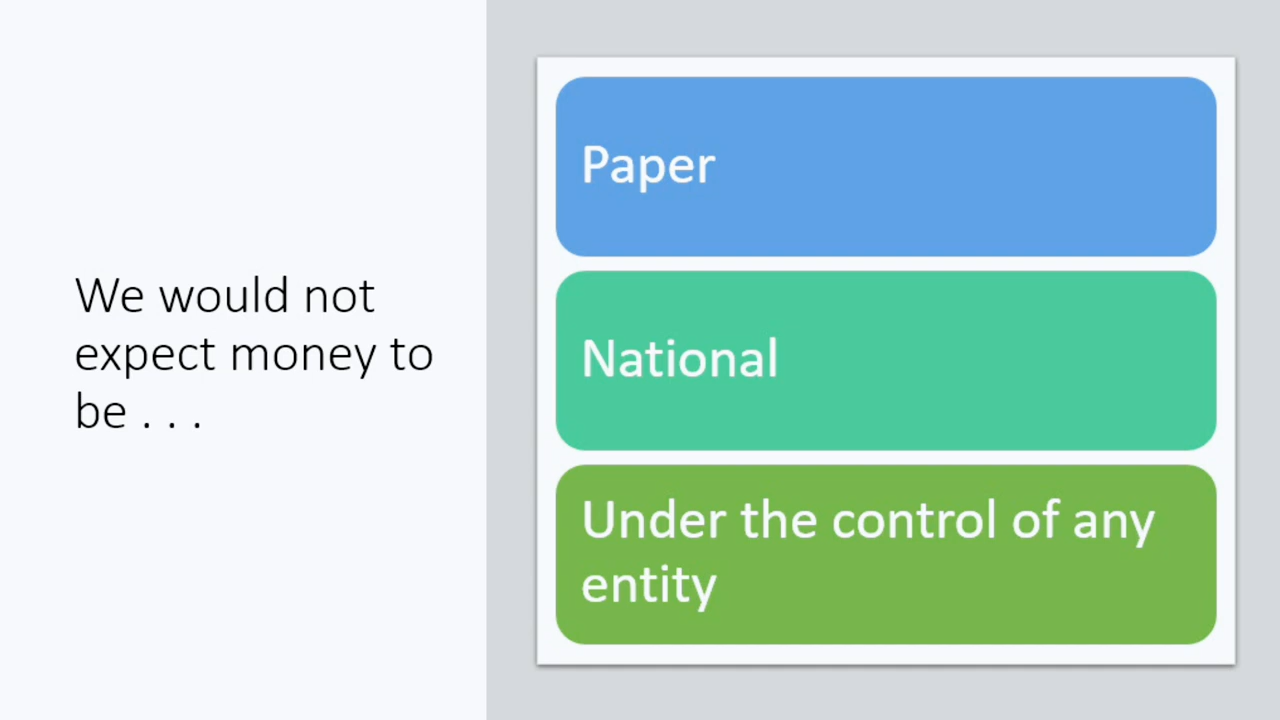 We would not
expect money to
be . . .
Paper
National
Under the control of any
entity